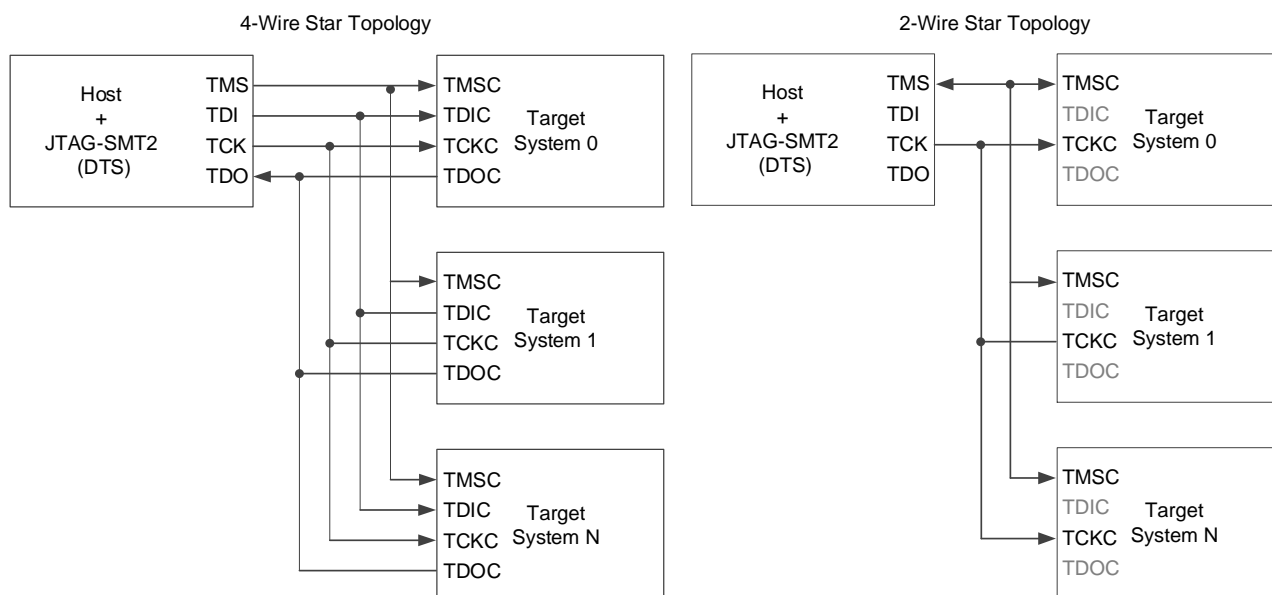 4-Wire Star Topology
Host
+
JTAG-SMT2
(DTS)
TMS
TDI
TCK
TDO
TMSC
TDIC
TCKC
TDOC
Target
System 0
TMSC
TDIC
TCKC
TDOC
Target
System 1
TMSC
TDIC
TCKC
TDOC
Target
System N
2-Wire Star Topology
Host
+
JTAG-SMT2
(DTS)
TMS
TDI
TCK
TDO
TMSC
TDIC
TCKC
TDOC
Target
System 0
TMSC
TDIC
TCKC
TDOC
Target
System 1
TMSC
TDIC
TCKC
TDOC
Target
System N